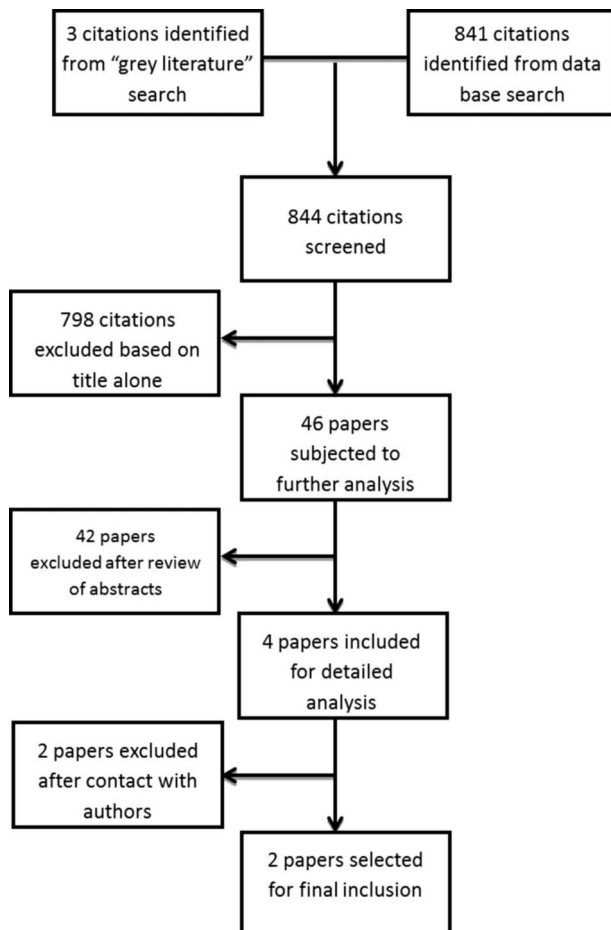 3 citations identified
from “grey literature”
search
841 citations
identified from data
base search
844 citations
screened
798 citations
excluded based on
title alone
46 papers
subjected to
further analysis
42 papers
excluded after review
of abstracts
4 papers included
for detailed
analysis
2 papers excluded
after contact with
authors
2 papers selected
for final inclusion